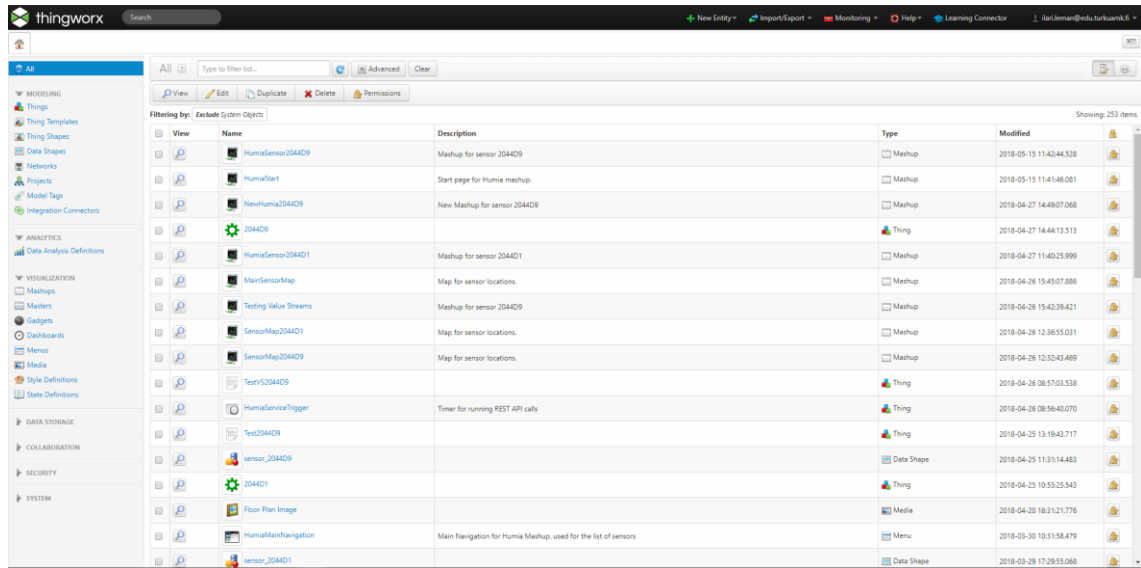 thingworx Search New Entity Import/Export Monitoring Help Learning Connector ilari.leman@edu.turkuamk.fi
All
MODELING
Things
Thing Templates
Thing Shapes
Data Shapes
Networks
Projects
Model Tags
Integration Connectors
ANALYTICS
Data Analysis Definitions
VISUALIZATION
Mashups
Masters
Gadgets
Dashboards
Menus
Media
Style Definitions
State Definitions
DATA STORAGE
COLLABORATION
SECURITY
SYSTEM
All Type to filter list... Advanced Clear
View Edit Duplicate Delete Permissions
Filtering by: Exclude System Objects Showing: 253 items
View Name Description Type Modified
HumiaSensor2044D9 Mashup for sensor 2044D9 Mashup 2018-05-15 11:42:44.528
HumiaStart Start page for Humia mashup. Mashup 2018-05-15 11:41:46.081
NewHumia2044D9 New Mashup for sensor 2044D9 Mashup 2018-04-27 14:49:07.068
2044D9 Thing 2018-04-27 14:44:13.513
HumiaSensor2044D1 Mashup for sensor 2044D1 Mashup 2018-04-27 11:40:25.999
MainSensorMap Map for sensor locations. Mashup 2018-04-26 15:45:07.886
Testing Value Streams Mashup for sensor 2044D9 Mashup 2018-04-26 15:42:39.421
SensorMap2044D1 Map for sensor locations. Mashup 2018-04-26 12:36:55.031
SensorMap2044D9 Map for sensor locations. Mashup 2018-04-26 12:32:43.469
TestVS2044D9 Thing 2018-04-26 08:57:03.538
HumiaServiceTrigger Timer for running REST API calls Thing 2018-04-26 08:56:40.070
Test2044D9 Thing 2018-04-25 13:19:43.717
sensor_2044D9 Data Shape 2018-04-25 11:31:14.483
2044D1 Thing 2018-04-25 10:53:25.543
Floor Plan Image Media 2018-04-20 18:31:21.776
HumiaMainNavigation Main Navigation for Humia Mashup, used for the list of sensors Menu 2018-03-30 10:31:58.479
sensor_2044D1 Data Shape 2018-03-29 17:29:55.068